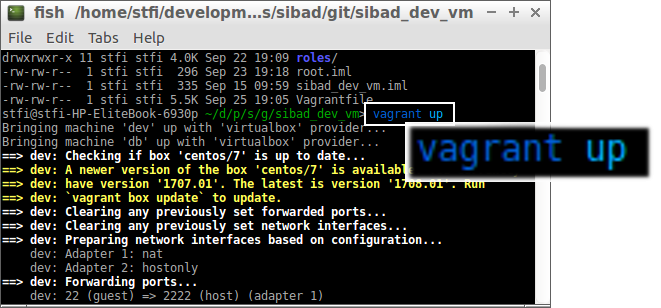 fish /home/stfi/developm...s/sibad/git/sibad_dev_vm
File Edit Tabs Help
drwxrwxr-x 11 stfi stfi 4.0K Sep 22 19:09 roles/
-rw-rw-r-- 1 stfi stfi 296 Sep 23 19:18 root.iml
-rw-rw-r-- 1 stfi stfi 335 Sep 15 09:59 sibad_dev_vm.iml
-rw-rw-r-- 1 stfi stfi 5.5K Sep 25 19:05 Vagrantfile
stfi@stfi-HP-EliteBook-6930p ~/d/p/s/g/sibad_dev_vm> vagrant up
Bringing machine 'dev' up with 'virtualbox' provider...
Bringing machine 'db' up with 'virtualbox' provider...
vagrant up
==> dev: Checking if box 'centos/7' is up to date...
==> dev: A newer version of the box 'centos/7' is available
==> dev: have version '1707.01'. The latest is version '1708.01'. Run
==> dev: `vagrant box update` to update.
==> dev: Clearing any previously set forwarded ports...
==> dev: Clearing any previously set network interfaces...
==> dev: Preparing network interfaces based on configuration...
dev: Adapter 1: nat
dev: Adapter 2: hostonly
==> dev: Forwarding ports...
dev: 22 (guest) => 2222 (host) (adapter 1)